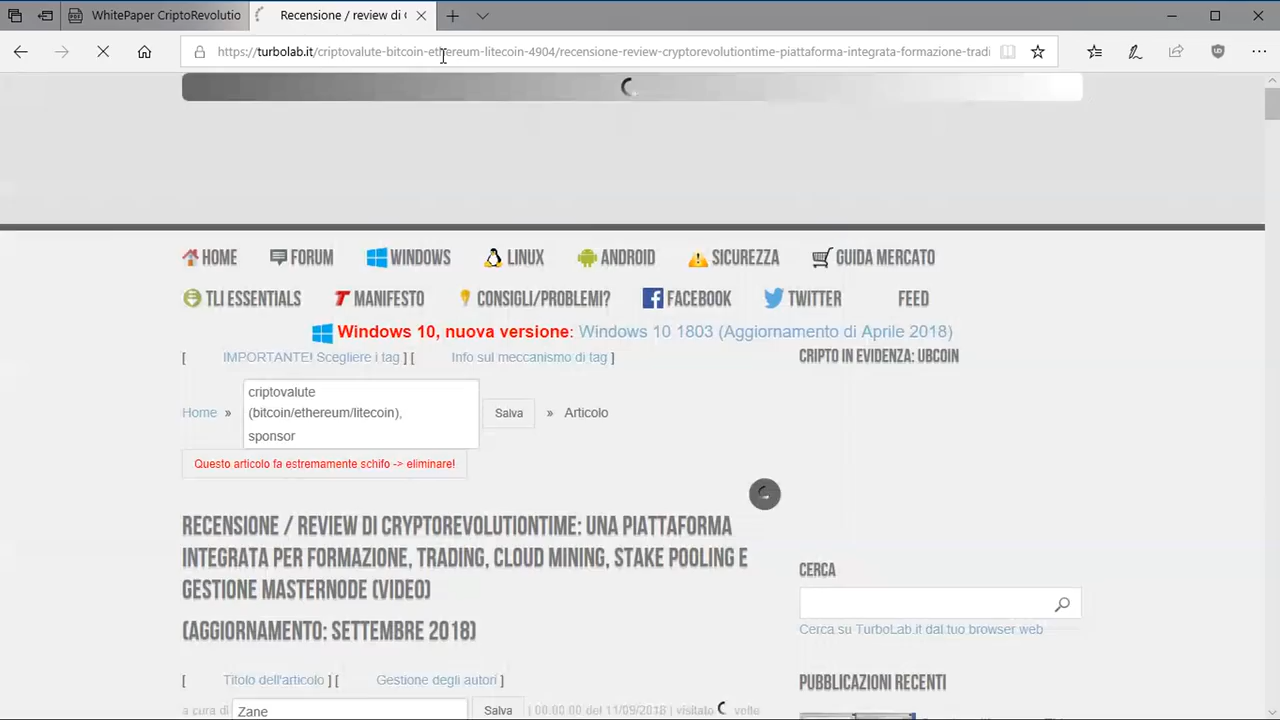 WhitePaper CriptoRevolutio
Recensione / review di c
https://turbolab.it/criptovalute-bitcoin-ethereum-litecoin-4904/recensione-review-cryptorevolutiontime-piattaforma-integrata-formazione-tradi
HOME FORUM WINDOWS LINUX ANDROID SICUREZZA GUIDA MERCATO
TLI ESSENTIALS MANIFESTO CONSIGLI/PROBLEMI? FACEBOOK TWITTER FEED
Windows 10, nuova versione: Windows 10 1803 (Aggiornamento di Aprile 2018)
[ IMPORTANTE! Scegliere i tag ] [ Info sul meccanismo di tag ]
CRIPTO IN EVIDENZA: UBCOIN
Home » criptovalute
(bitcoin/ethereum/litecoin),
sponsor
Salva » Articolo
Questo articolo fa estremamente schifo -> eliminare!
RECENSIONE / REVIEW DI CRYPTOREVOLUTIONTIME: UNA PIATTAFORMA
INTEGRATA PER FORMAZIONE, TRADING, CLOUD MINING, STAKE POOLING E
GESTIONE MASTERNODE (VIDEO)
(AGGIORNAMENTO: SETTEMBRE 2018)
CERCA
Cerca su TurboLab.it dal tuo browser web
[ Titolo dell'articolo ] [ Gestione degli autori ]
PUBBLICAZIONI RECENTI
a cura di Zane Salva | 00:00:00 del 11/09/2018 | visitato volte